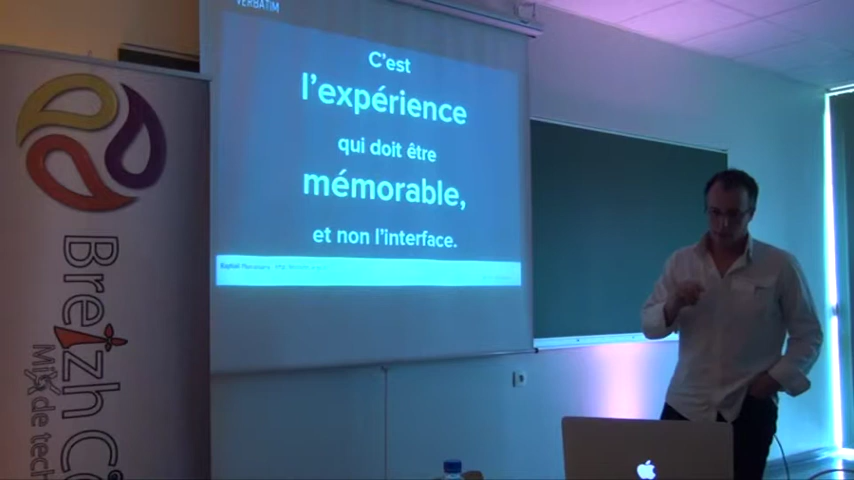 VERBATIM
C'est
l'expérience
qui doit être
mémorable,
et non l'interface.
Breizh C
Mix de tech